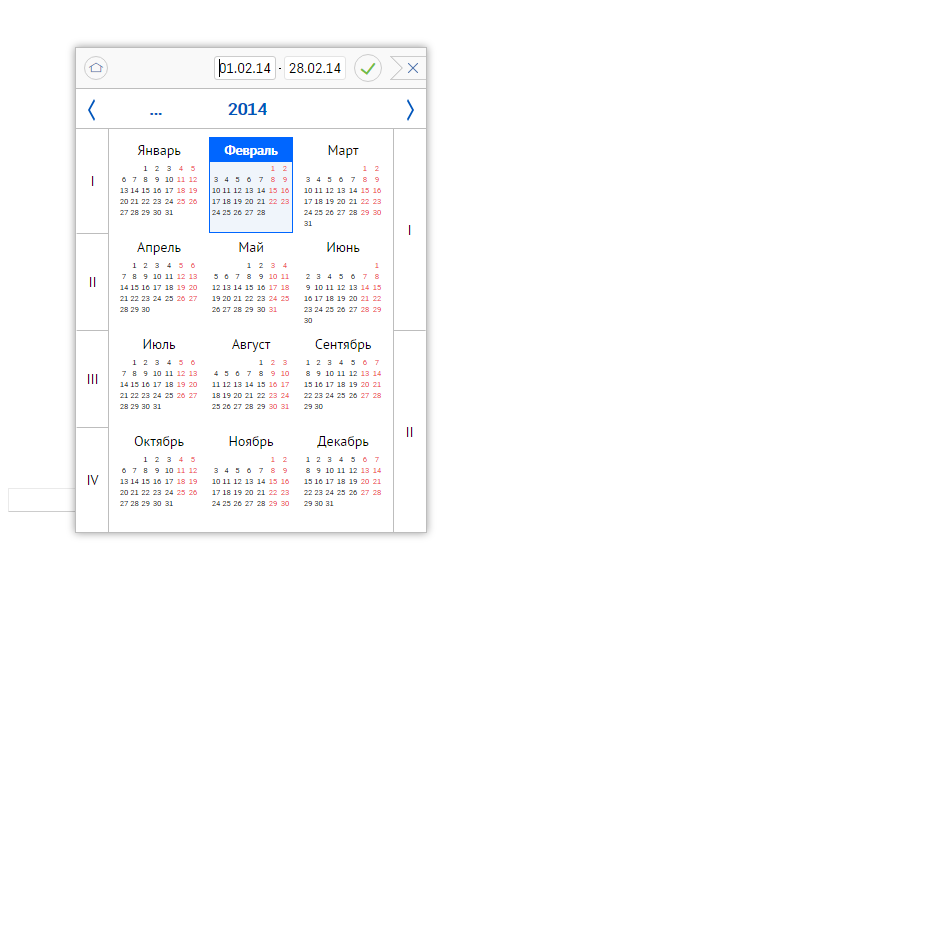 01.02.14 - 28.02.14
... 2014
Январь Февраль Март
1 2 3 4 5 1 2 1 2
6 7 8 9 10 11 12 3 4 5 6 7 8 9 3 4 5 6 7 8 9
I 13 14 15 16 17 18 19 10 11 12 13 14 15 16 10 11 12 13 14 15 16
20 21 22 23 24 25 26 17 18 19 20 21 22 23 17 18 19 20 21 22 23
27 28 29 30 31 24 25 26 27 28 24 25 26 27 28 29 30
31 I
Апрель Май Июнь
1 2 3 4 5 6 1 2 3 4 1
7 8 9 10 11 12 13 5 6 7 8 9 10 11 2 3 4 5 6 7 8
II 14 15 16 17 18 19 20 12 13 14 15 16 17 18 9 10 11 12 13 14 15
21 22 23 24 25 26 27 19 20 21 22 23 24 25 16 17 18 19 20 21 22
28 29 30 26 27 28 29 30 31 23 24 25 26 27 28 29
30
Июль Август Сентябрь
1 2 3 4 5 6 1 2 3 1 2 3 4 5 6 7
7 8 9 10 11 12 13 4 5 6 7 8 9 10 8 9 10 11 12 13 14
III 14 15 16 17 18 19 20 11 12 13 14 15 16 17 15 16 17 18 19 20 21
21 22 23 24 25 26 27 18 19 20 21 22 23 24 22 23 24 25 26 27 28
28 29 30 31 25 26 27 28 29 30 31 29 30
II
Октябрь Ноябрь Декабрь
1 2 3 4 5 1 2 1 2 3 4 5 6 7
6 7 8 9 10 11 12 3 4 5 6 7 8 9 8 9 10 11 12 13 14
IV 13 14 15 16 17 18 19 10 11 12 13 14 15 16 15 16 17 18 19 20 21
20 21 22 23 24 25 26 17 18 19 20 21 22 23 22 23 24 25 26 27 28
27 28 29 30 31 24 25 26 27 28 29 30 29 30 31